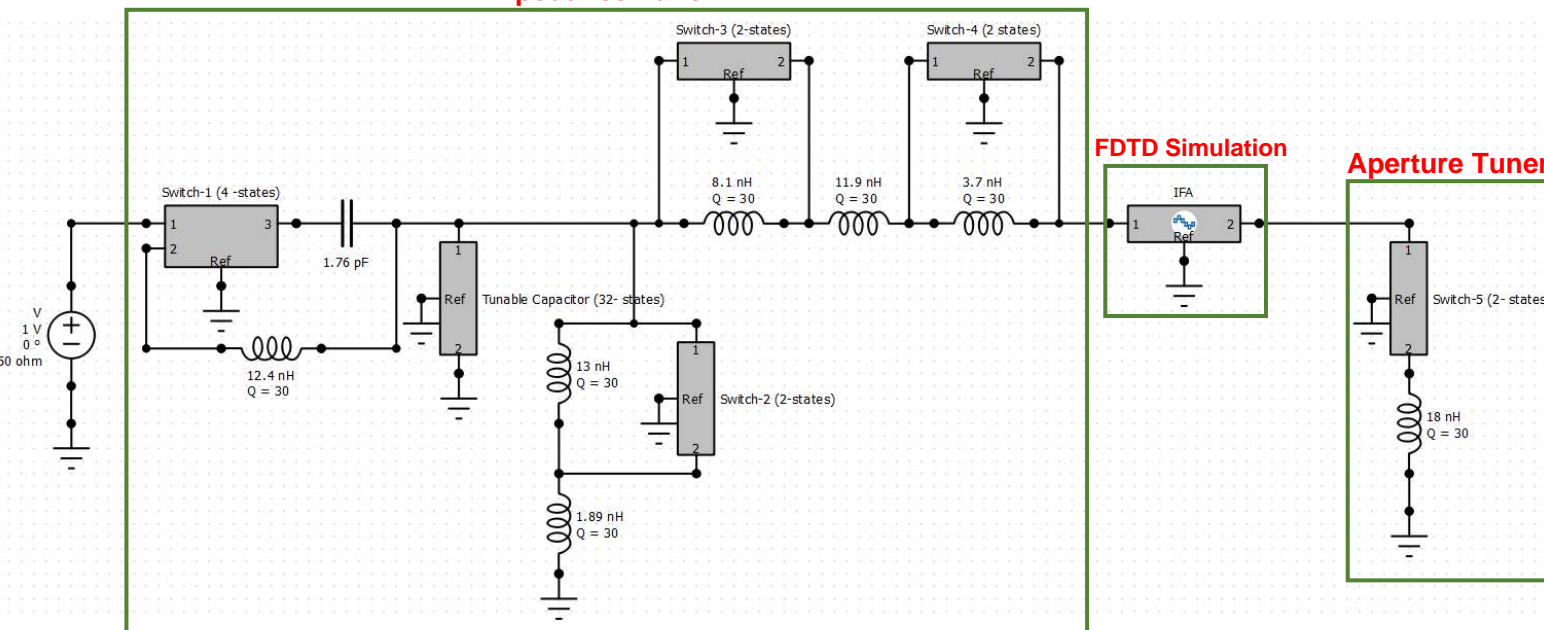 Switch-3 (2-states)
1
2
Ref
Switch-4 (2 states)
1
2
Ref
FDTD Simulation
Aperture Tuner
Switch-1 (4 -states)
1
2
3
Ref
1.76 pF
8.1 nH
Q = 30
11.9 nH
Q = 30
3.7 nH
Q = 30
IFA
1
2
Ref
1
Ref
2
Tunable Capacitor (32- states)
1
Ref
2
Switch-5 (2- states
V
1 V
0 °
50 ohm
12.4 nH
Q = 30
13 nH
Q = 30
1
Ref
2
Switch-2 (2-states)
18 nH
Q = 30
1.89 nH
Q = 30